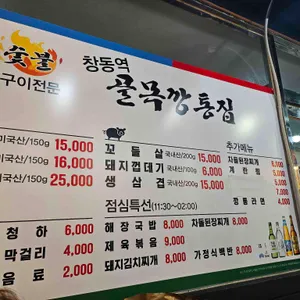 숯불
구이전문
창동역
골목깡통집
미국산/150g 15,000
미국산/150g 16,000
국산/150g 25,000
꼬들살 국내산/200g 15,000
돼지껍데기 국내산/100g 6,000
생삼겹 국내산/200g 15,000
추가메뉴
차돌된장찌개
계란찜
점심특선(11:30~02:00)
청하 6,000
막걸리 4,000
음료 2,000
해장국밥 8,000
제육볶음 9,000
돼지김치찌개 8,000
차돌된장찌개 8,000
가정식백반 8,000